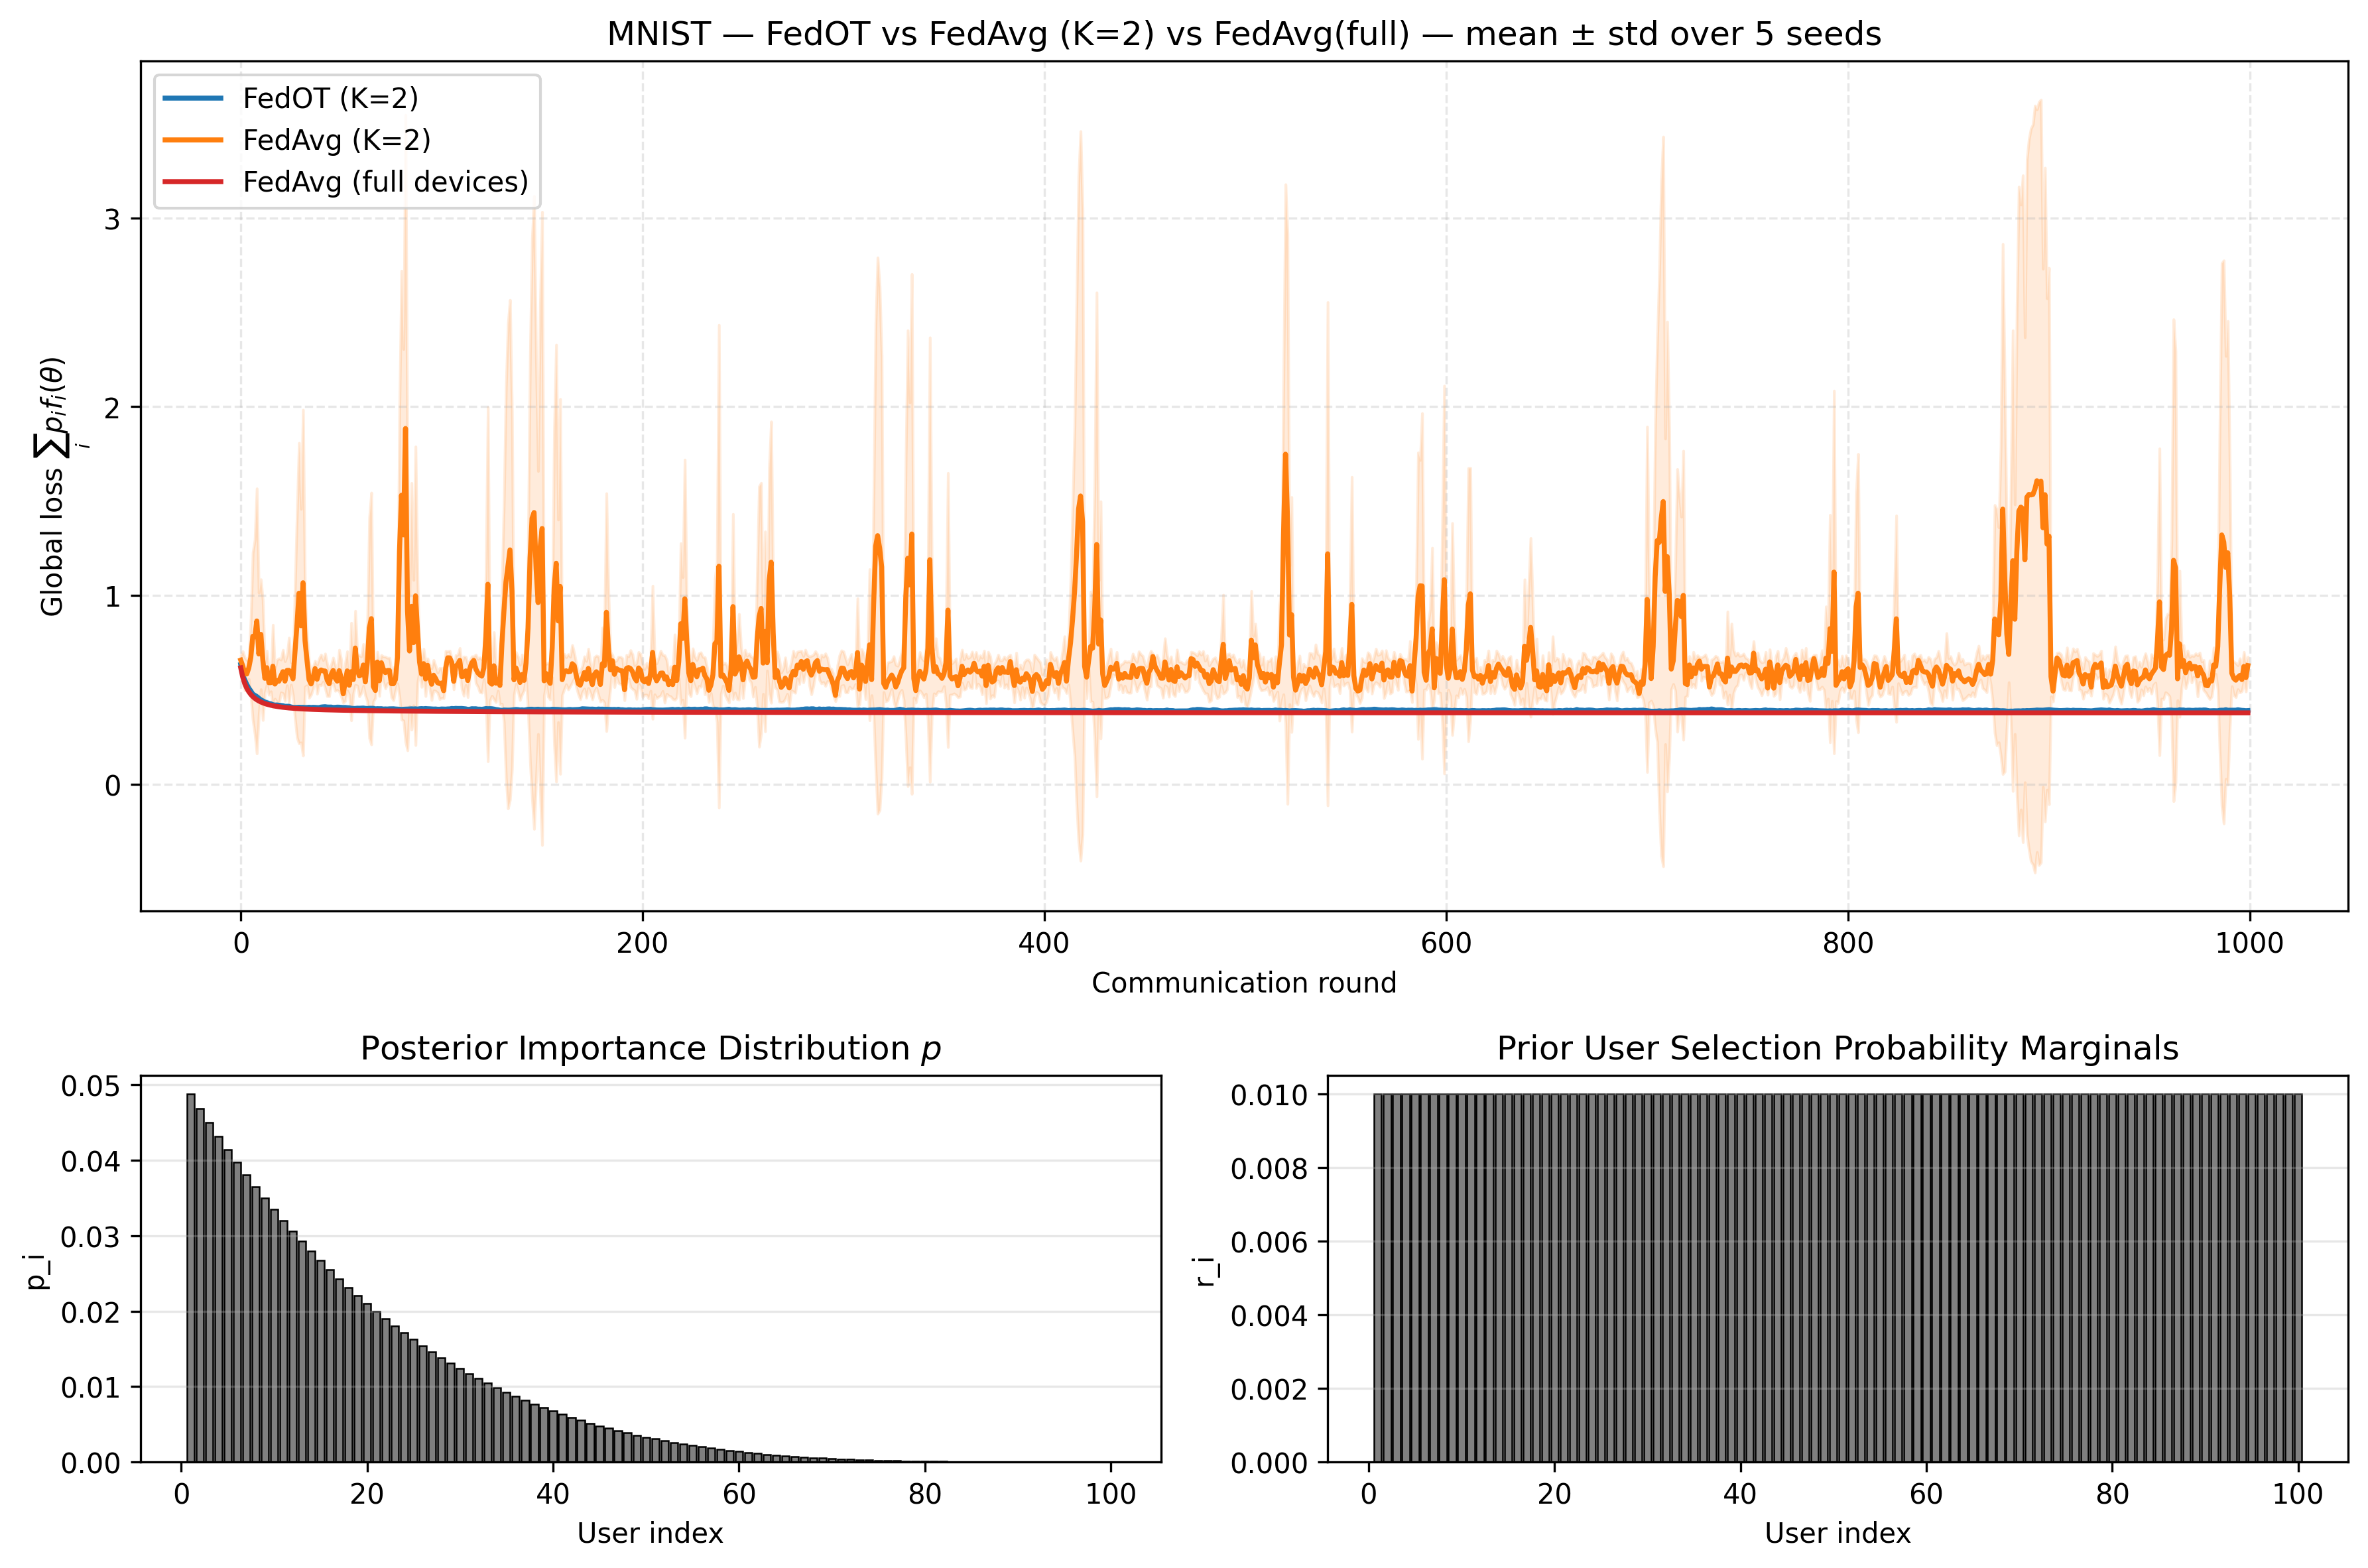 MNIST — FedOT vs FedAvg (K=2) vs FedAvg(full) — mean ± std over 5 seeds
FedOT (K=2)
FedAvg (K=2)
FedAvg (full devices)
Global loss ∑_i p_i f_i(θ)
3
2
1
0
0 200 400 600 800 1000
Communication round
Posterior Importance Distribution p
p_i
0.05
0.04
0.03
0.02
0.01
0.00
0 20 40 60 80 100
User index
Prior User Selection Probability Marginals
r_i
0.010
0.008
0.006
0.004
0.002
0.000
0 20 40 60 80 100
User index